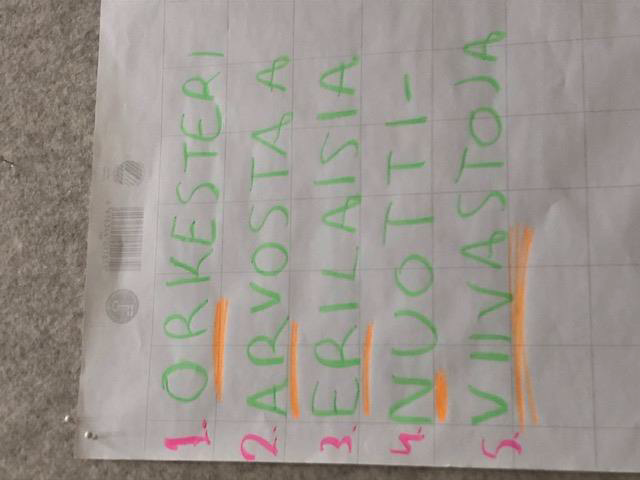 1. ORKESTERI
2. ARVOSTAA
3. ERILAISIA
4. NUOTTI-
5. VIIVASTOJA